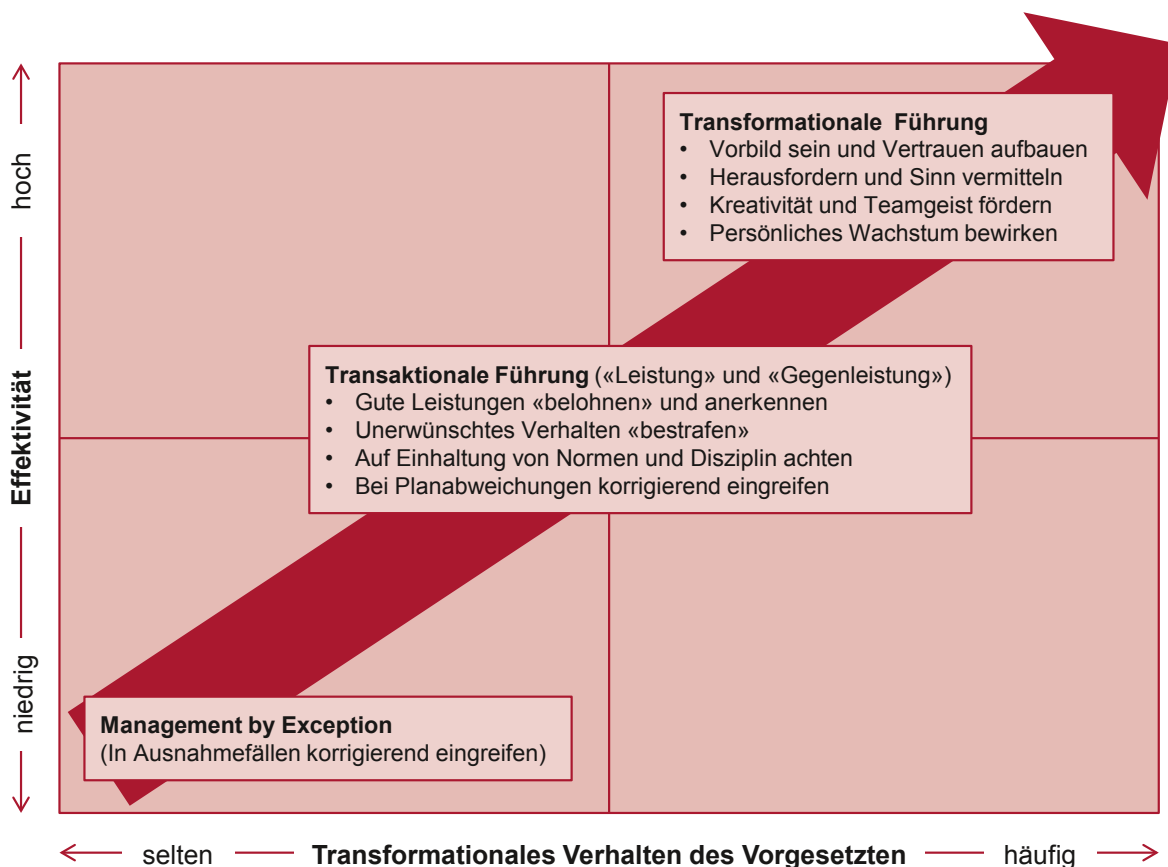 Transformationale Führung
• Vorbild sein und Vertrauen aufbauen
• Herausfordern und Sinn vermitteln
• Kreativität und Teamgeist fördern
• Persönliches Wachstum bewirken
Transaktionale Führung («Leistung» und «Gegenleistung»)
• Gute Leistungen «belohnen» und anerkennen
• Unerwünschtes Verhalten «bestrafen»
• Auf Einhaltung von Normen und Disziplin achten
• Bei Planabweichungen korrigierend eingreifen
Management by Exception
(In Ausnahmefällen korrigierend eingreifen)
niedrig Effektivität hoch
selten Transformationales Verhalten des Vorgesetzten häufig